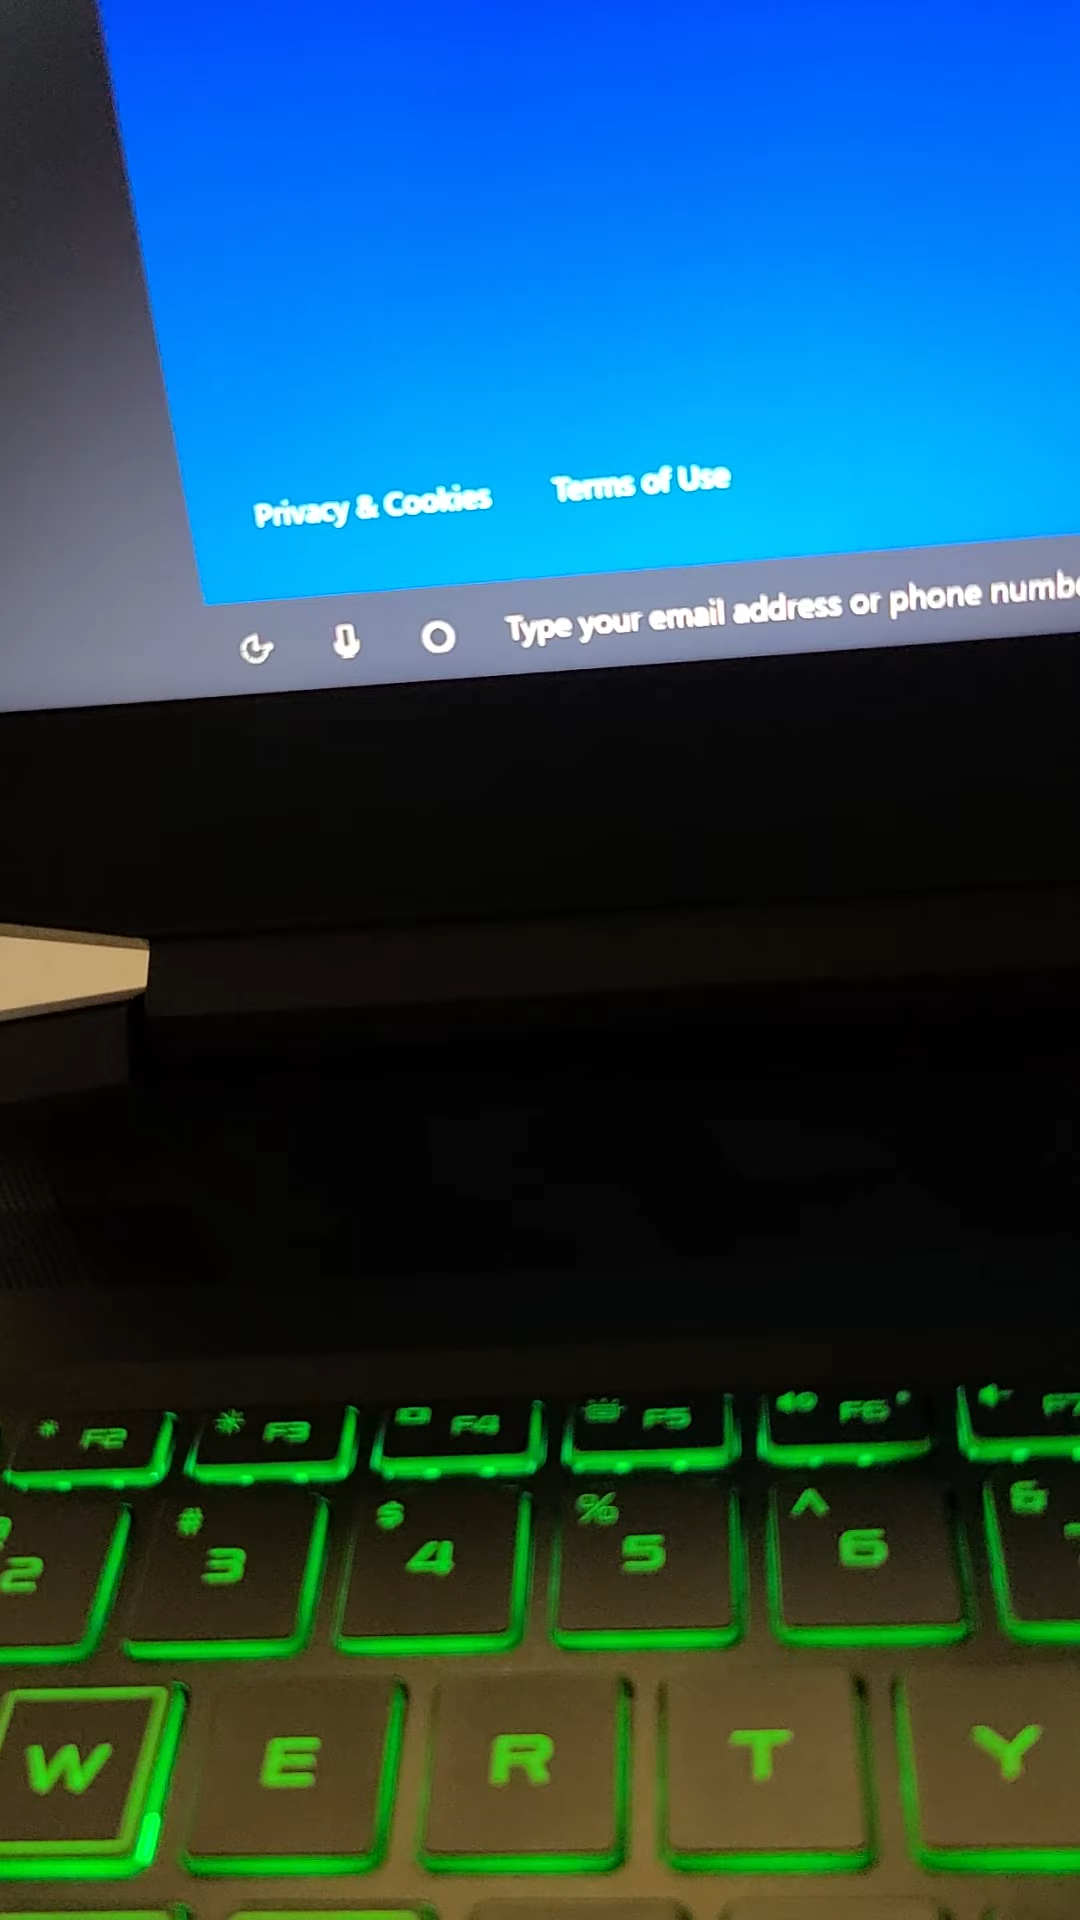 Privacy & Cookies Terms of Use
Type your email address or phone
F2 F3 F4 F5 F6 F7
# $ % ^ &
2 3 4 5 6
W E R T Y